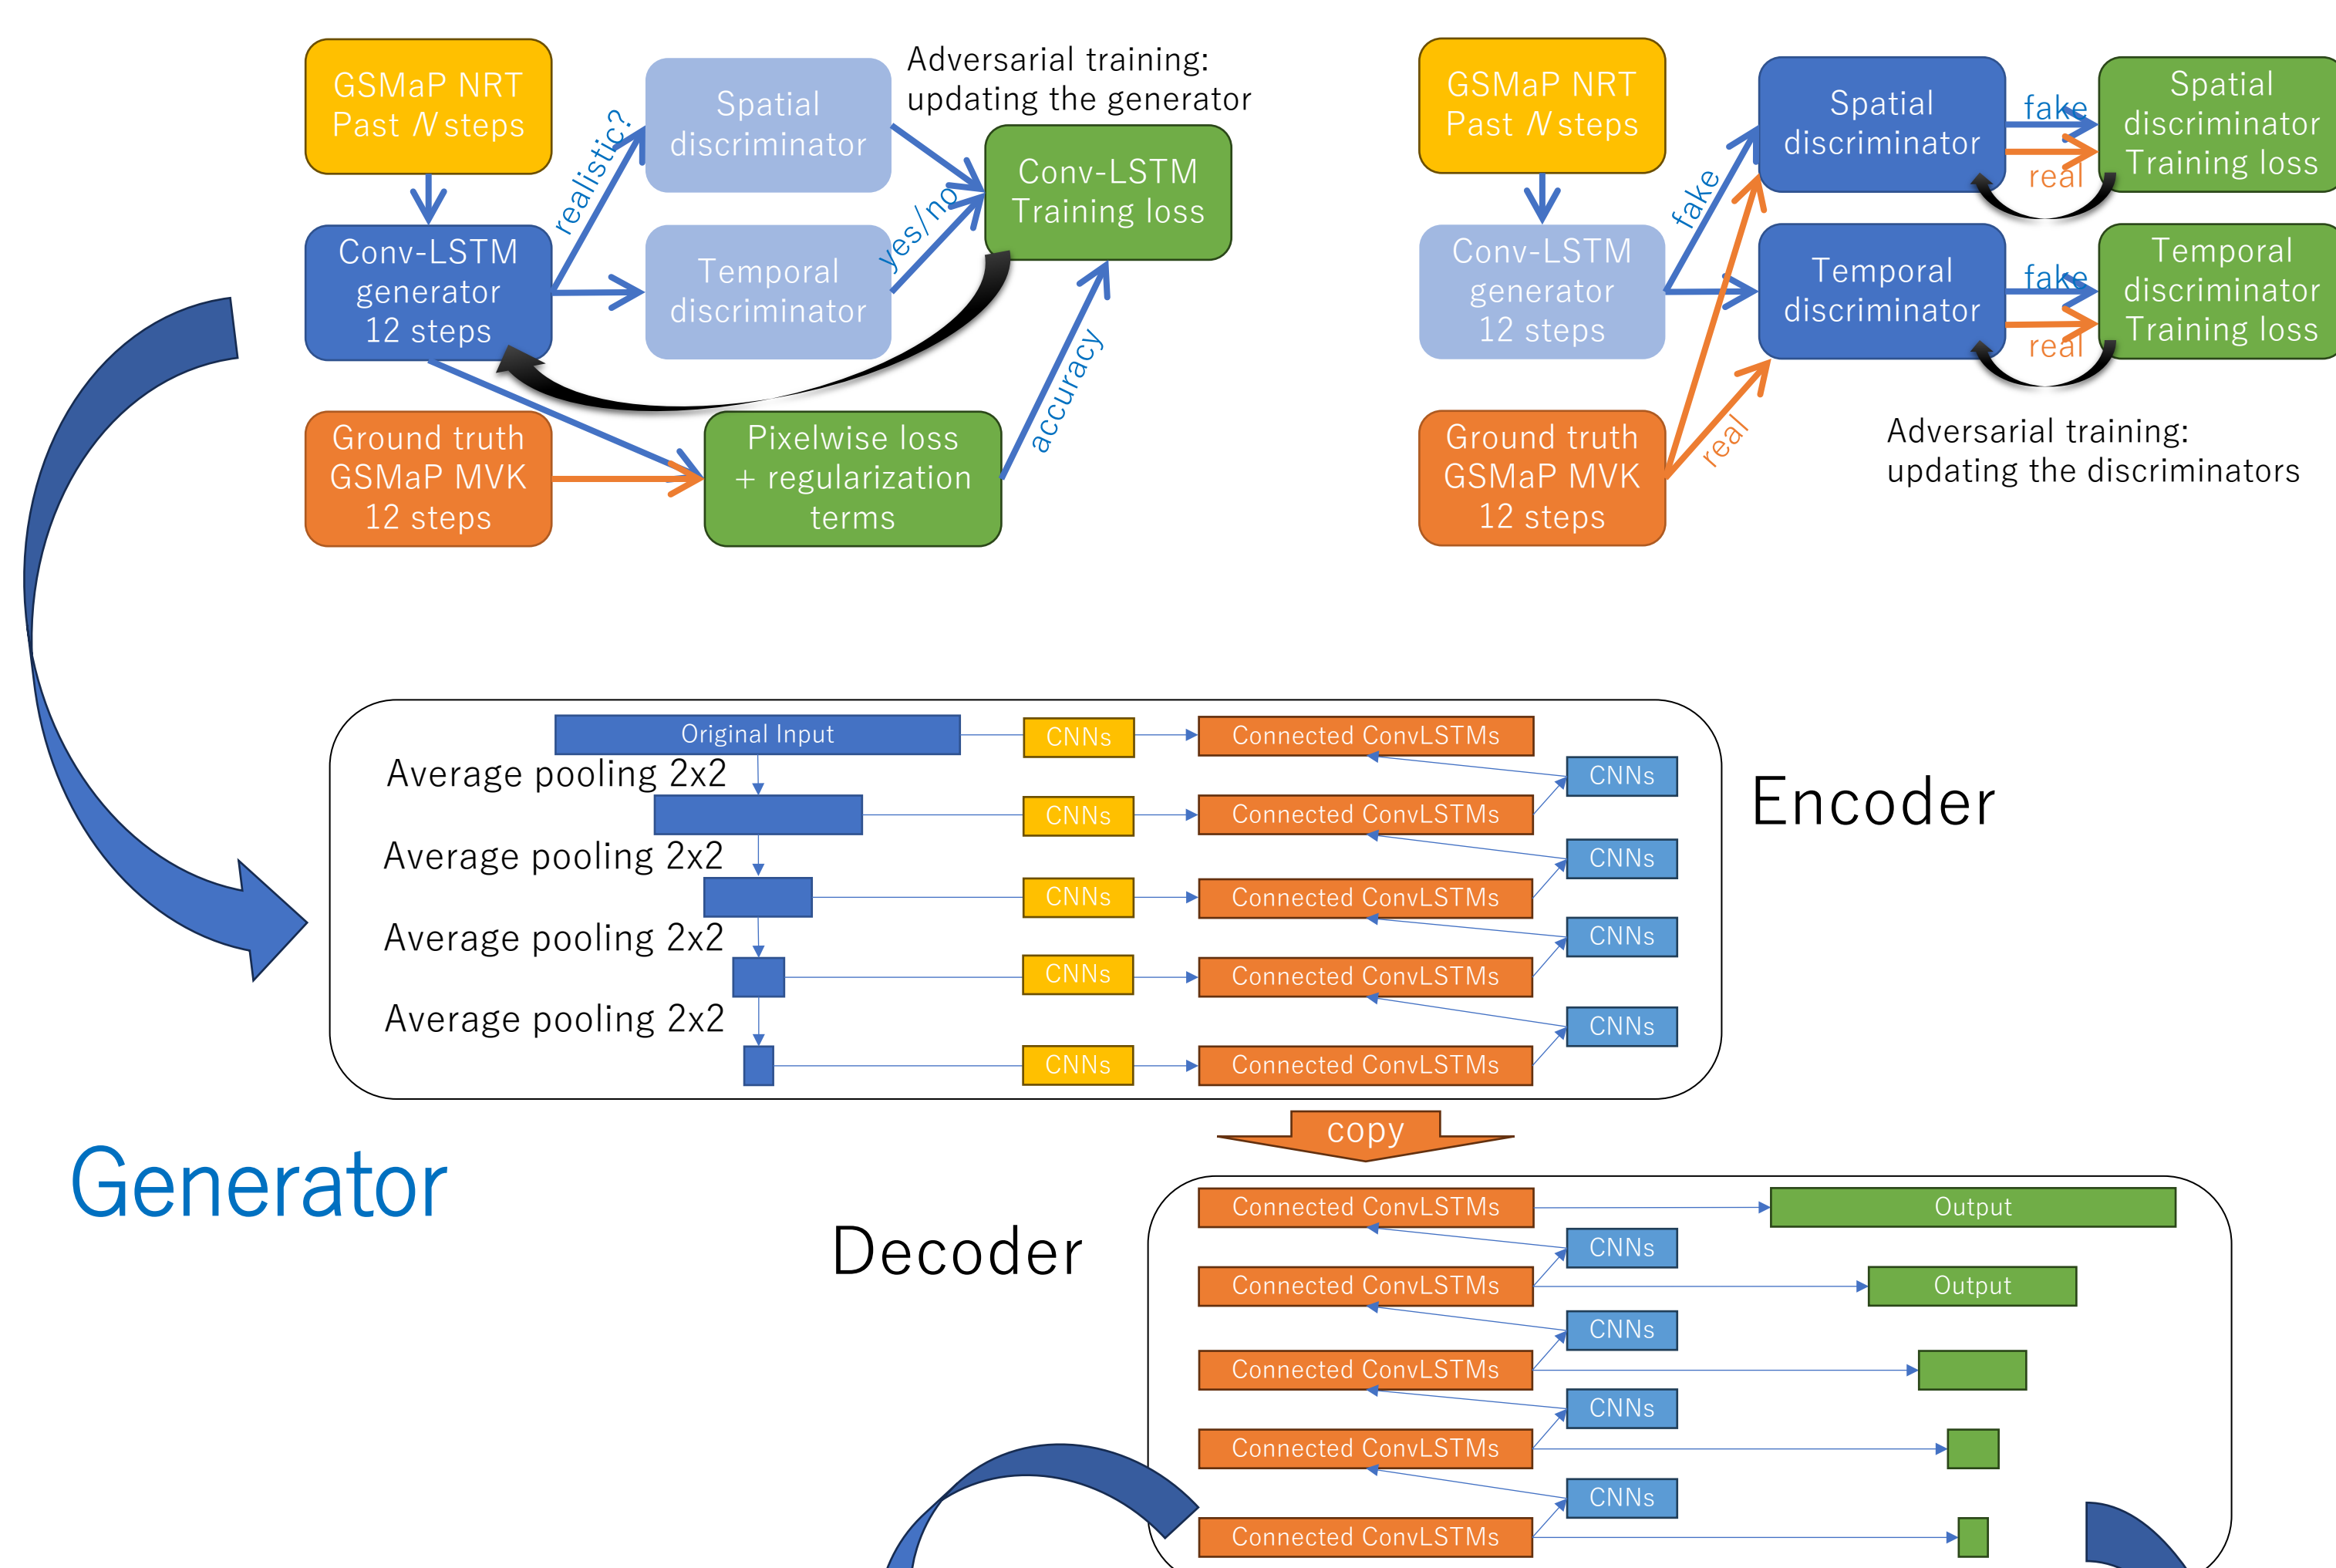 GSMaP NRT
Past N steps
Conv-LSTM
generator
12 steps
Ground truth
GSMaP MVK
12 steps
realistic?
Spatial
discriminator
Temporal
discriminator
yes/no
Adversarial training:
updating the generator
Conv-LSTM
Training loss
Pixelwise loss
+ regularization
terms
accuracy
GSMaP NRT
Past N steps
Conv-LSTM
generator
12 steps
Ground truth
GSMaP MVK
12 steps
fake
real
Spatial
discriminator
fake
real
Spatial
discriminator
Training loss
Temporal
discriminator
fake
real
Temporal
discriminator
Training loss
Adversarial training:
updating the discriminators
Original Input
CNNs
Connected ConvLSTMs
Average pooling 2x2
CNNs
CNNs
Connected ConvLSTMs
Average pooling 2x2
CNNs
CNNs
Connected ConvLSTMs
Average pooling 2x2
CNNs
CNNs
Connected ConvLSTMs
Average pooling 2x2
CNNs
CNNs
Connected ConvLSTMs
Encoder
copy
Generator
Decoder
Connected ConvLSTMs
Output
CNNs
Connected ConvLSTMs
Output
CNNs
Connected ConvLSTMs
CNNs
Connected ConvLSTMs
CNNs
Connected ConvLSTMs